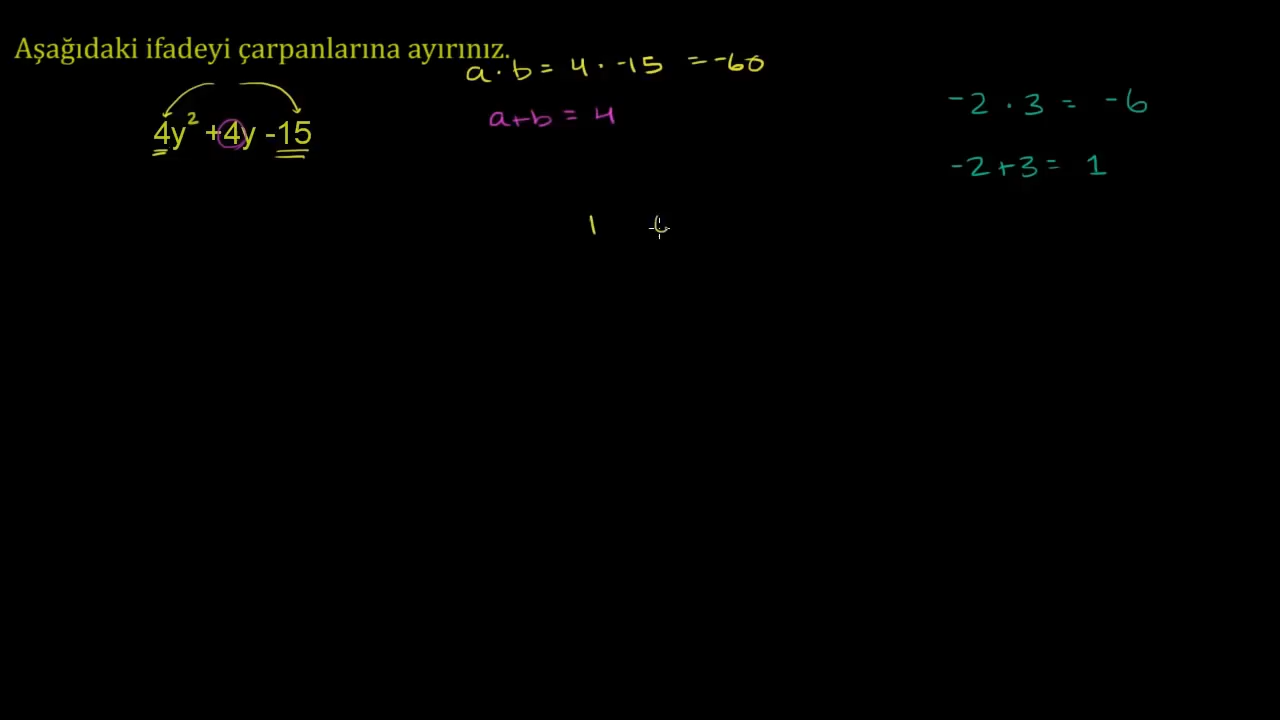 Aşağıdaki ifadeyi çarpanlarına ayırınız.
a · b = 4 · -15 = -60
4y² +4y -15
a+b = 4
-2 · 3 = -6
-2+3= 1
1